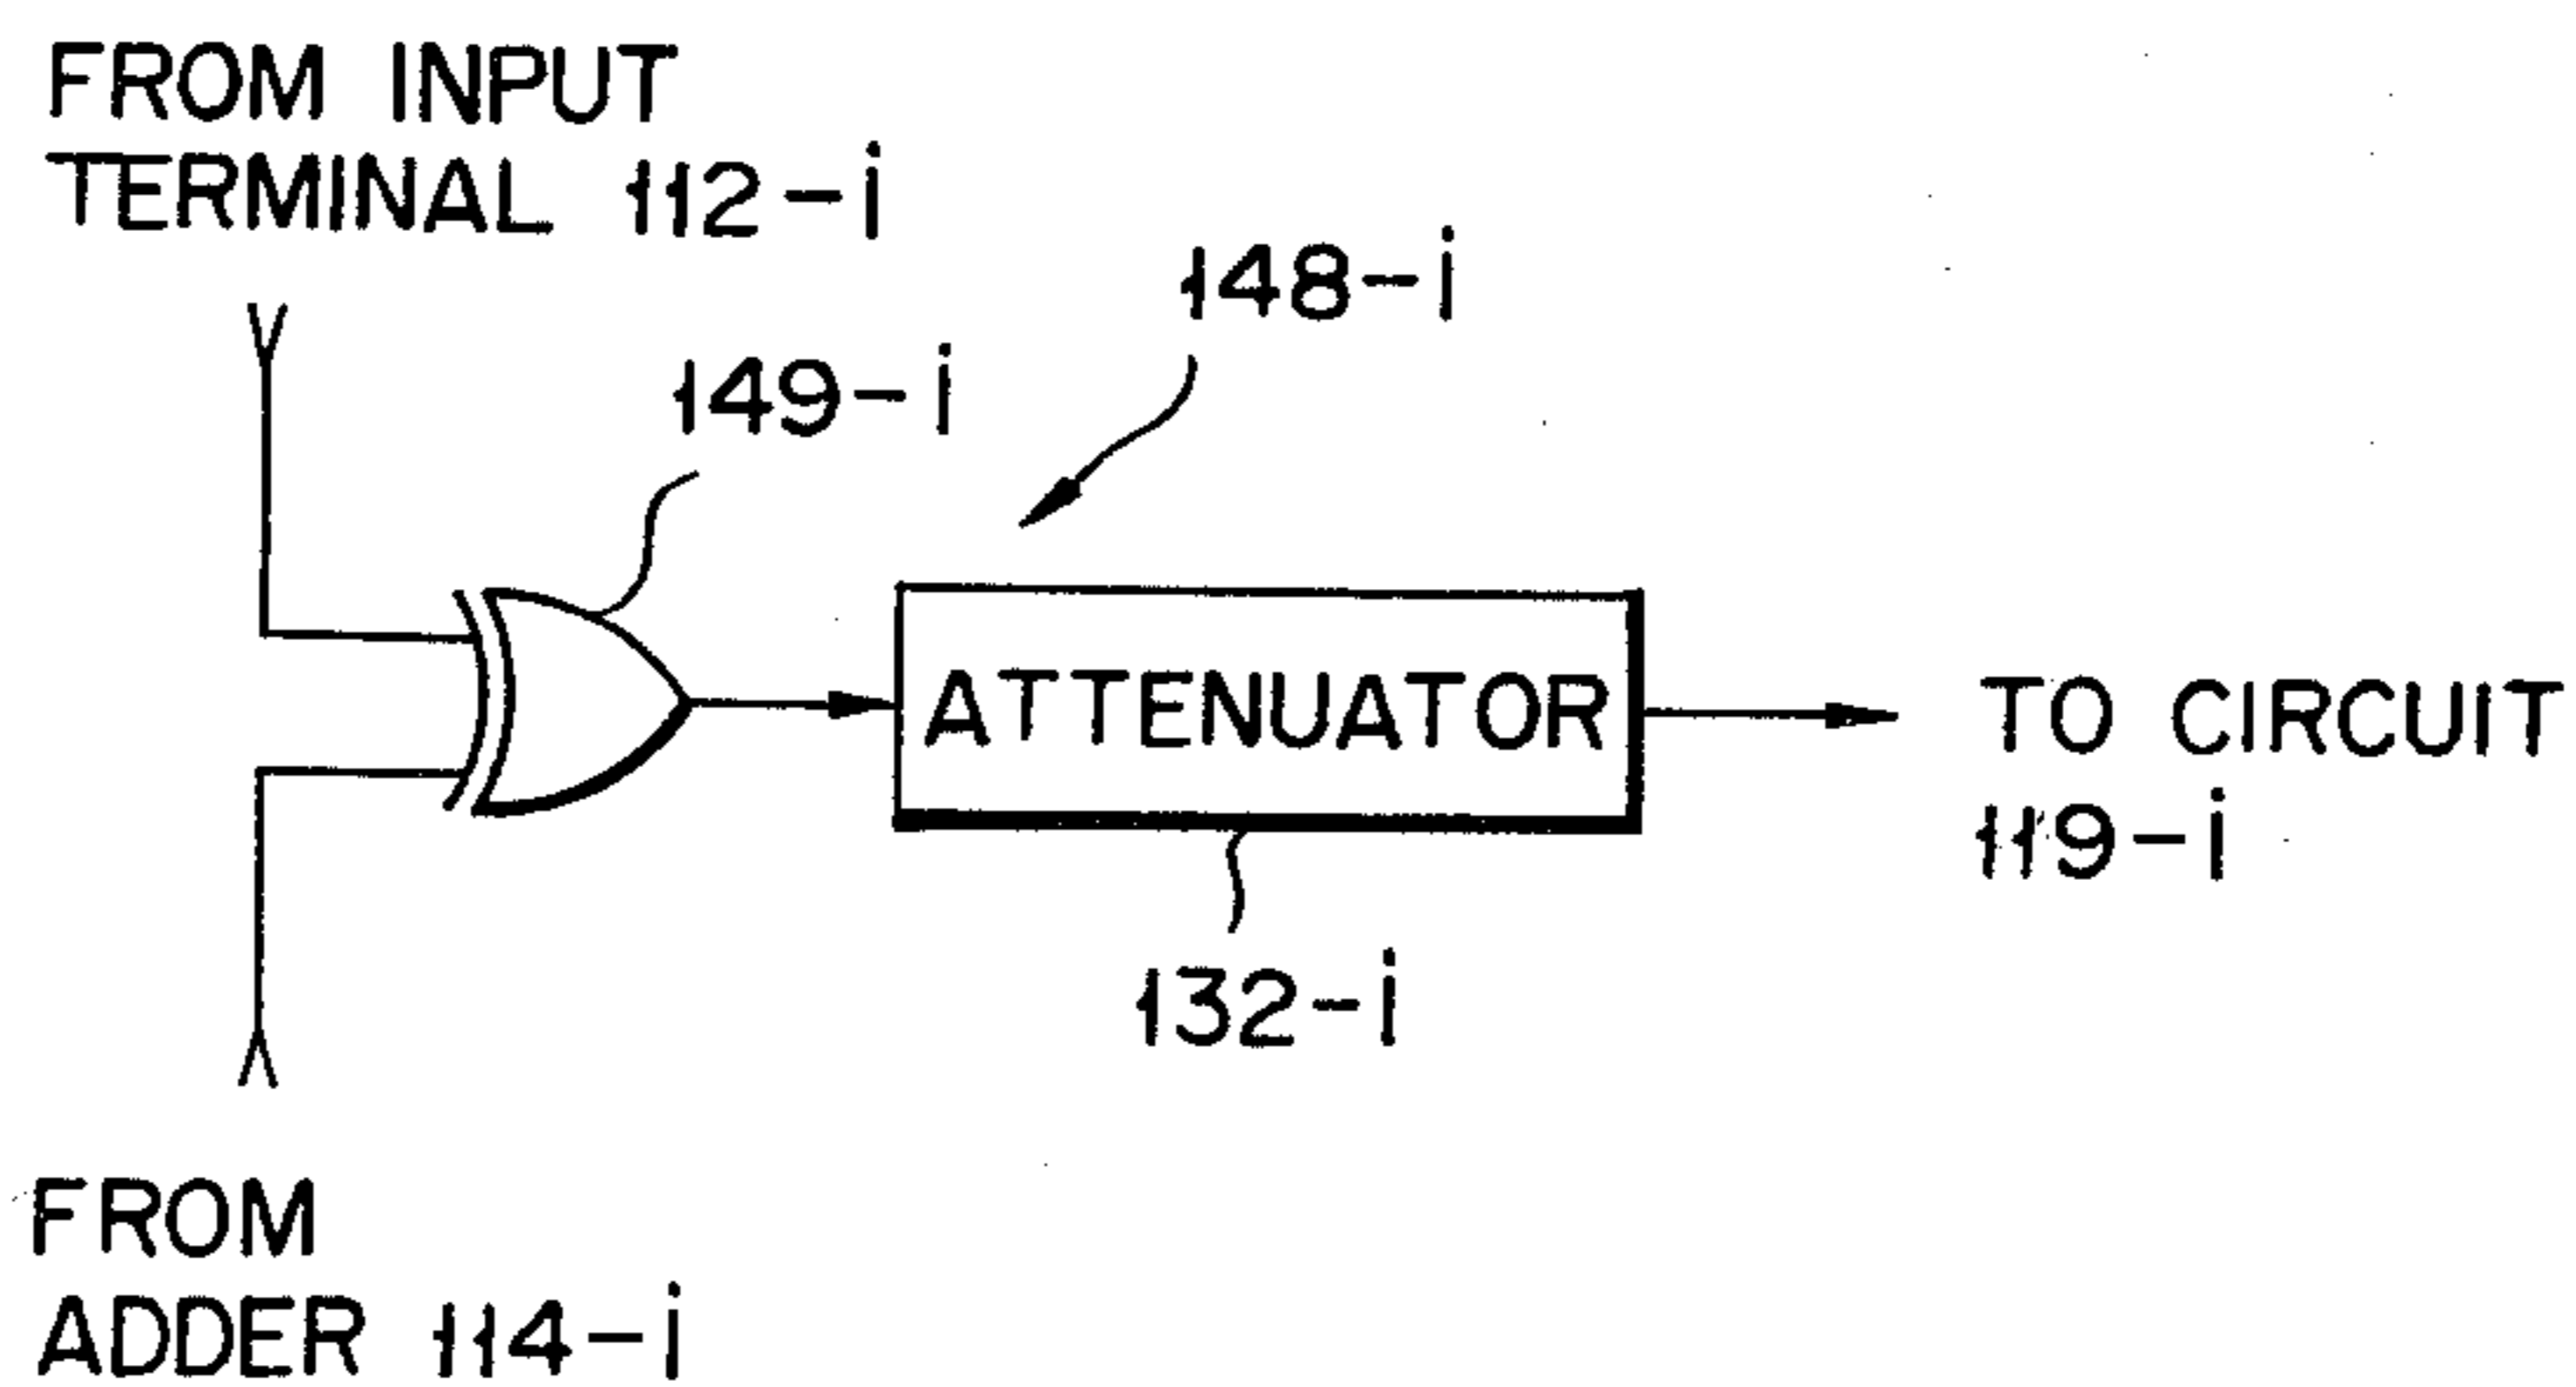 FROM INPUT
TERMINAL 112-i
148-i
149-i
ATTENUATOR
TO CIRCUIT
119-i
132-i
FROM
ADDER 114-i